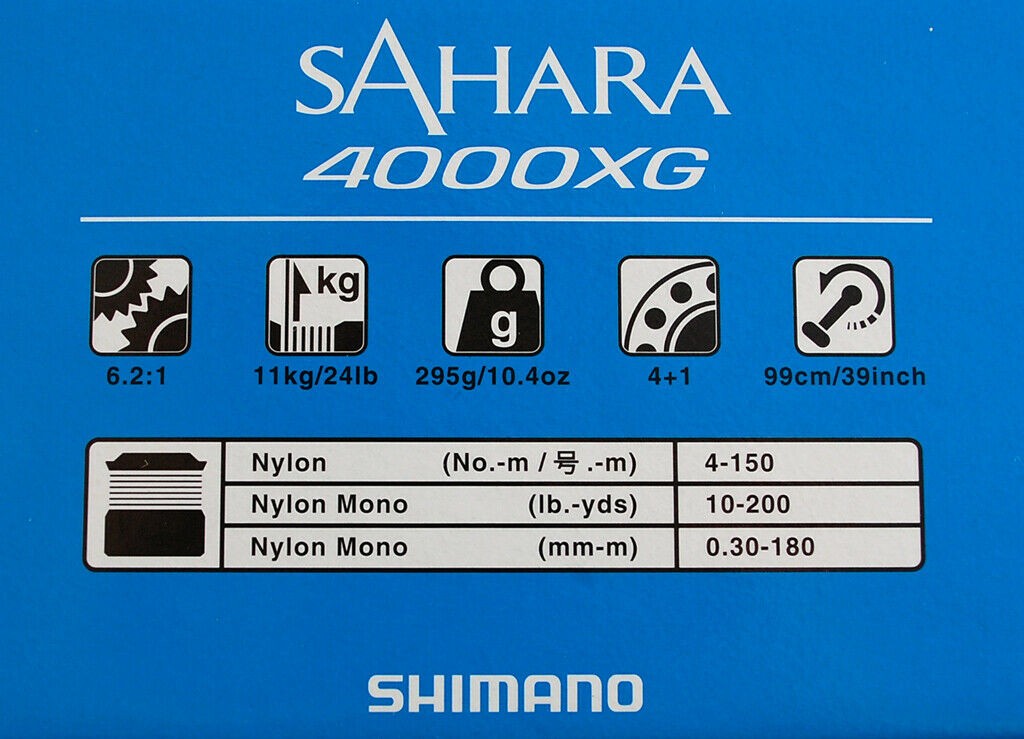 SAHARA
4000XG
kg
g
6.2:1 11kg/24lb 295g/10.4oz 4+1 99cm/39inch
Nylon (No.-m / 号 .-m) 4-150
Nylon Mono (lb.-yds) 10-200
Nylon Mono (mm-m) 0.30-180
SHIMANO